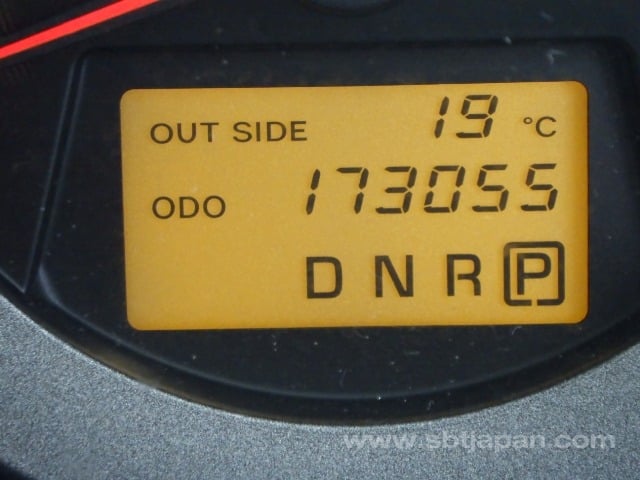 OUT SIDE 19 °C
ODO 173055
D N R P
www.sbtjapan.com